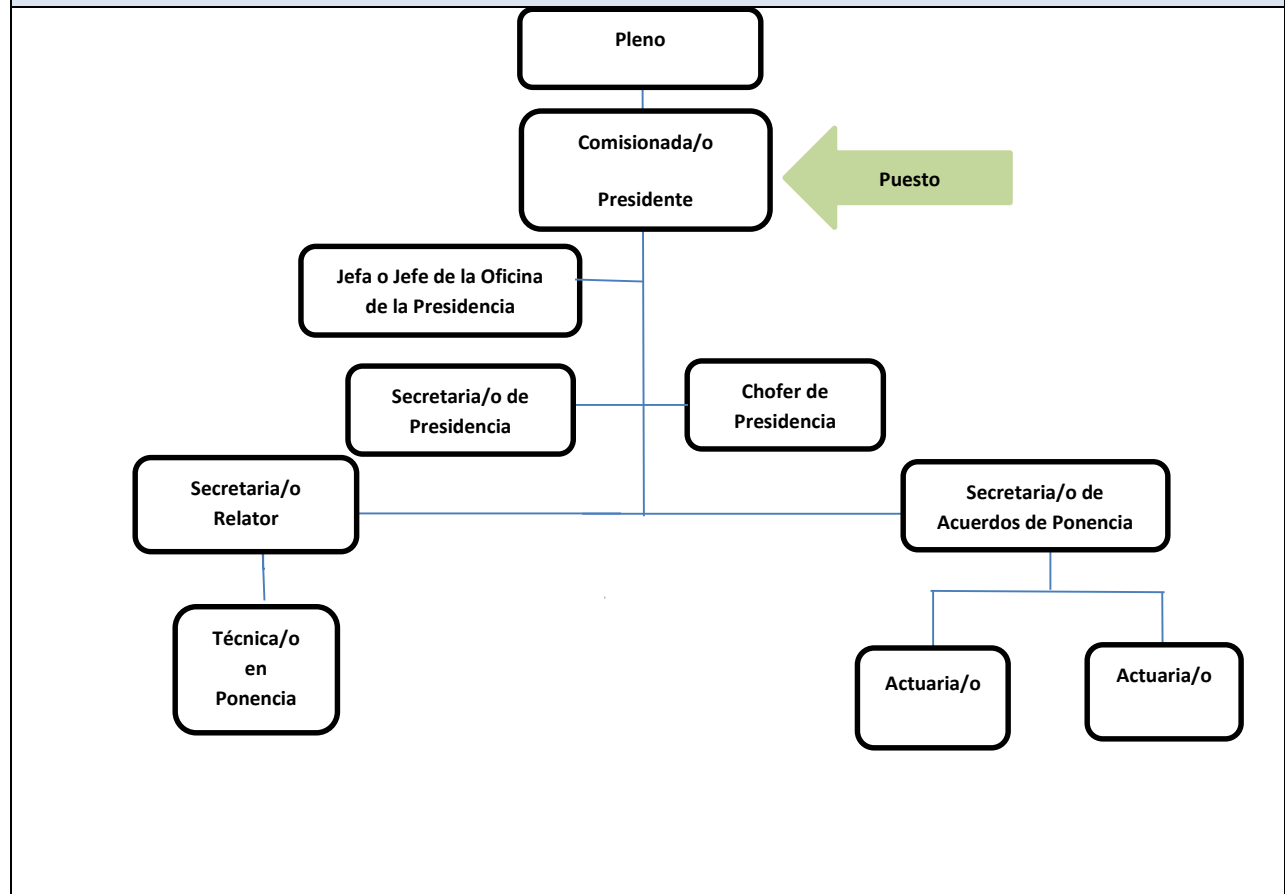 Pleno
Comisionada/o
Presidente
Puesto
Jefa o Jefe de la Oficina
de la Presidencia
Secretaria/o de
Presidencia
Chofer de
Presidencia
Secretaria/o
Relator
Secretaria/o de
Acuerdos de Ponencia
Técnica/o
en
Ponencia
Actuaria/o
Actuaria/o